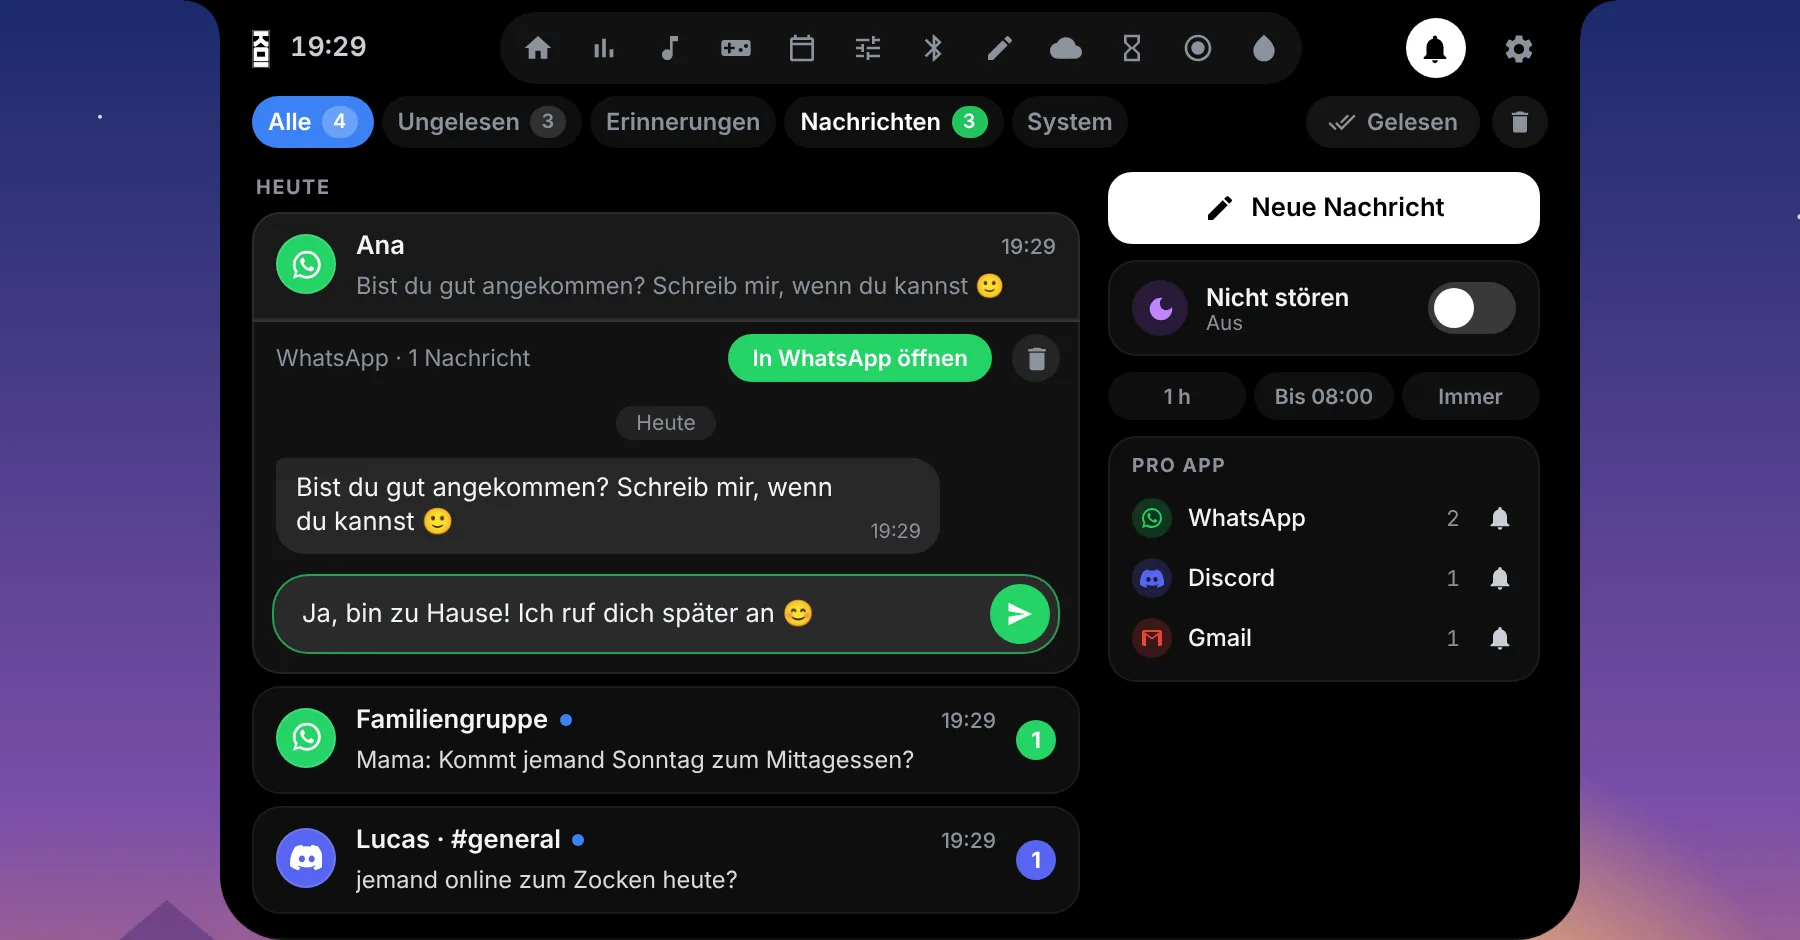 19:29
Alle 4
Ungelesen 3
Erinnerungen
Nachrichten 3
System
Gelesen
HEUTE
Ana
19:29
Bist du gut angekommen? Schreib mir, wenn du kannst 🙂
WhatsApp · 1 Nachricht
In WhatsApp öffnen
Heute
Bist du gut angekommen? Schreib mir, wenn
du kannst 🙂
19:29
Ja, bin zu Hause! Ich ruf dich später an 😊
Familiengruppe
19:29
Mama: Kommt jemand Sonntag zum Mittagessen?
1
Lucas · #general
19:29
jemand online zum Zocken heute?
1
Neue Nachricht
Nicht stören
Aus
1 h
Bis 08:00
Immer
PRO APP
WhatsApp 2
Discord 1
Gmail 1